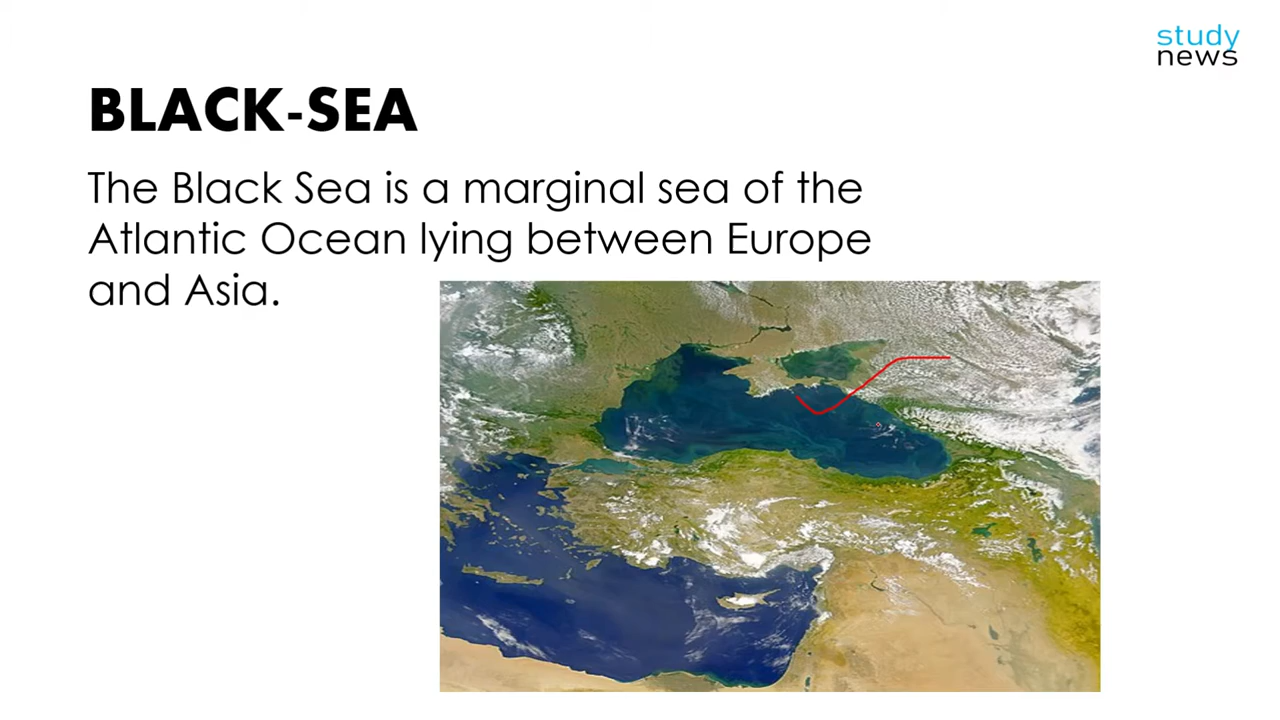 study
news
BLACK-SEA
The Black Sea is a marginal sea of the
Atlantic Ocean lying between Europe
and Asia.